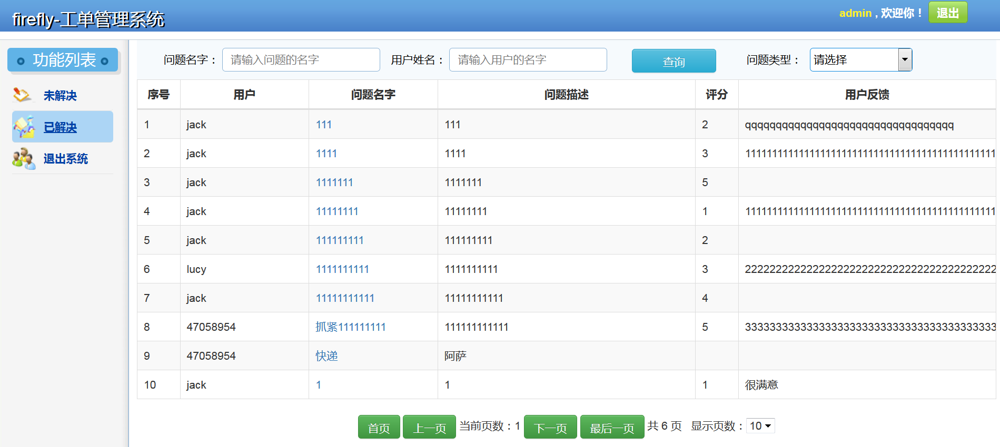 firefly-工单管理系统
admin , 欢迎你！ 退出
功能列表
未解决
已解决
退出系统
问题名字： 请输入问题的名字 用户姓名： 请输入用户的名字 查询 问题类型： 请选择
序号 用户 问题名字 问题描述 评分 用户反馈
1 jack 111 111 2 qqqqqqqqqqqqqqqqqqqqqqqqqqqqqqqqqq
2 jack 1111 1111 3
3 jack 1111111 1111111 5
4 jack 11111111 11111111 1
5 jack 111111111 111111111 2
6 lucy 1111111111 1111111111 3
7 jack 11111111111 11111111111 4
8 47058954 抓紧111111111 111111111111 5
9 47058954 快递 阿萨
10 jack 1 1 1 很满意
首页 上一页 当前页数：1 下一页 最后一页 共 6 页 显示页数： 10